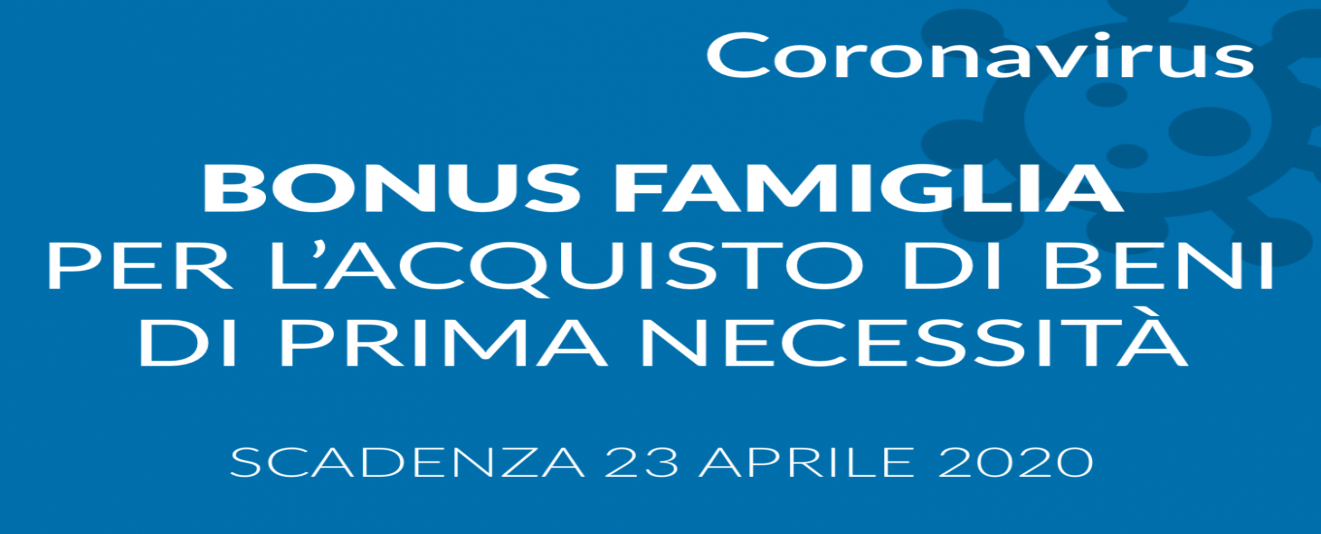 Coronavirus
BONUS FAMIGLIA
PER L'ACQUISTO DI BENI
DI PRIMA NECESSITÀ
SCADENZA 23 APRILE 2020